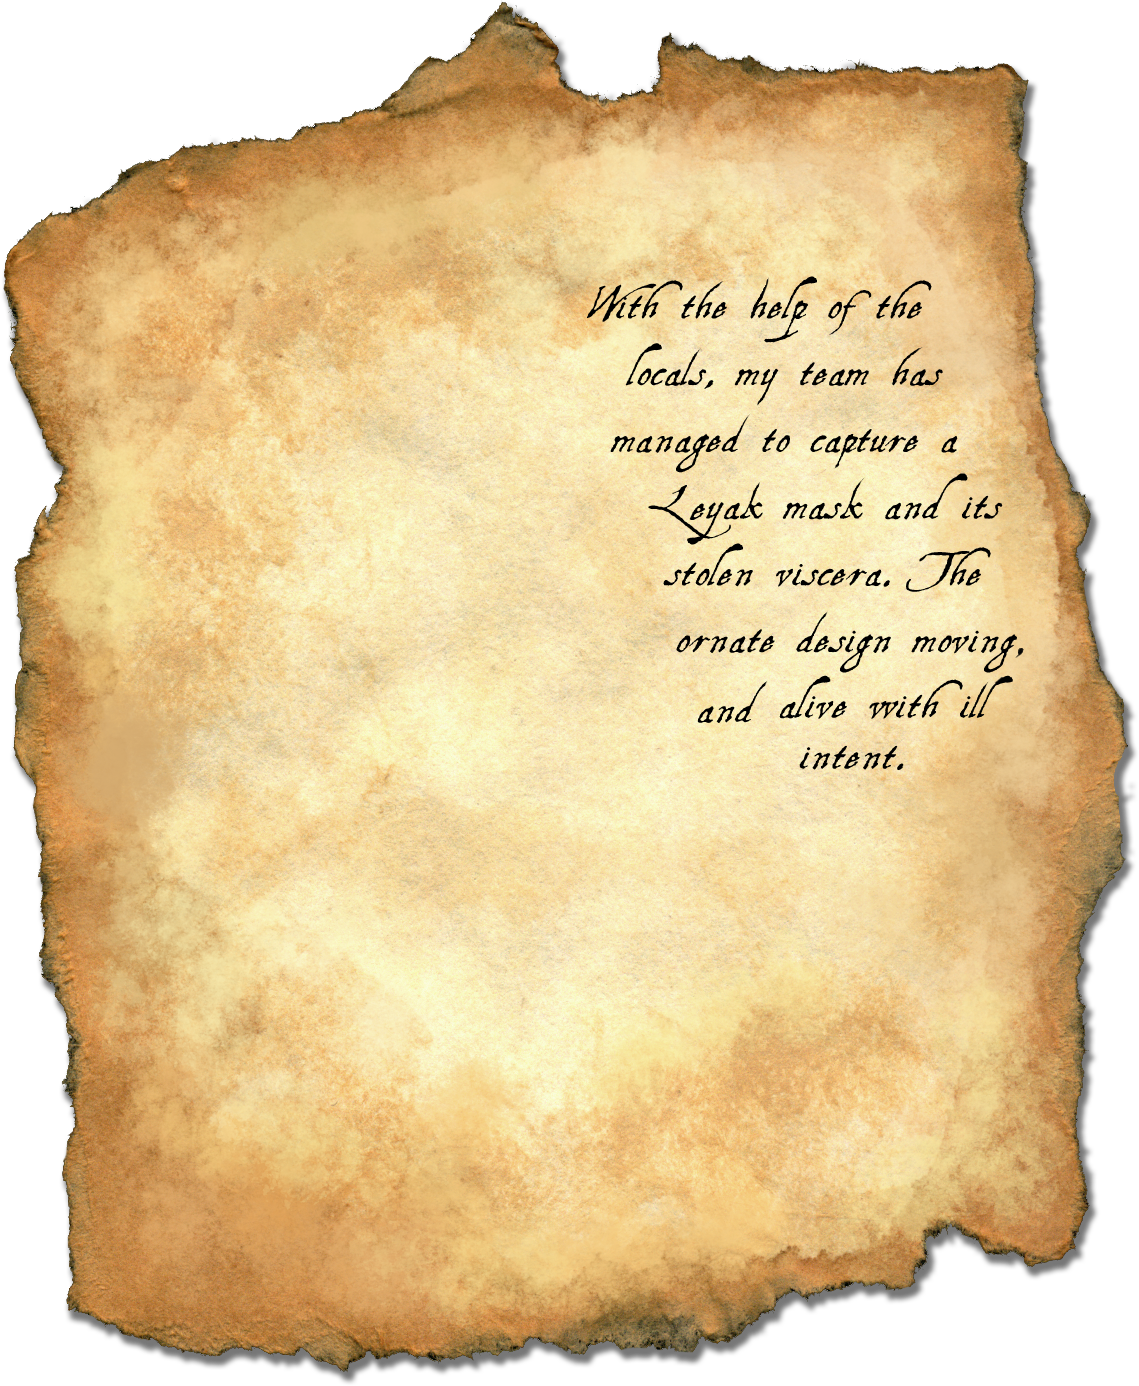 With the help of the
locals, my team has
managed to capture a
Leyak mask and its
stolen viscera. The
ornate design moving,
and alive with ill
intent.